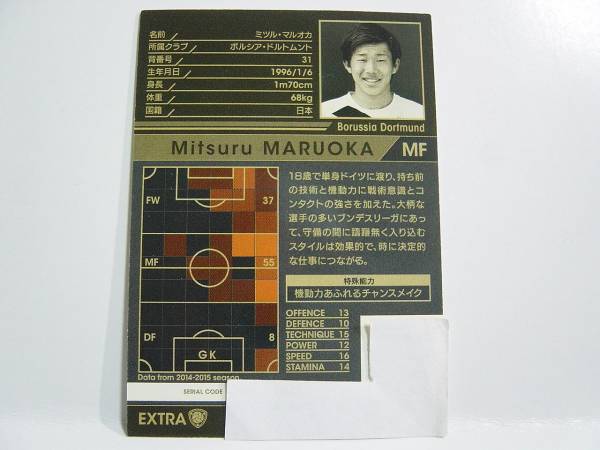 名前 ミツル・マルオカ
所属クラブ ボルシア・ドルトムント
背番号 31
生年月日 1996/1/6
身長 1m70cm
体重 68kg
国籍 日本
Borussia Dortmund
Mitsuru MARUOKA MF
FW 37
MF 55
DF 8
GK
Data from 2014-2015 season
18歳で単身ドイツに渡り、持ち前
の技術と機動力に戦術意識とコ
ンタクトの強さを加えた。大柄な
選手の多いブンデスリーガにあっ
て、守備の間に躊躇無く入り込む
スタイルは効果的で、時に決定的
な仕事につながる。
特殊能力
機動力あふれるチャンスメイク
OFFENCE 13
DEFENCE 10
TECHNIQUE 15
POWER 12
SPEED 16
STAMINA 14
SERIAL CODE
EXTRA